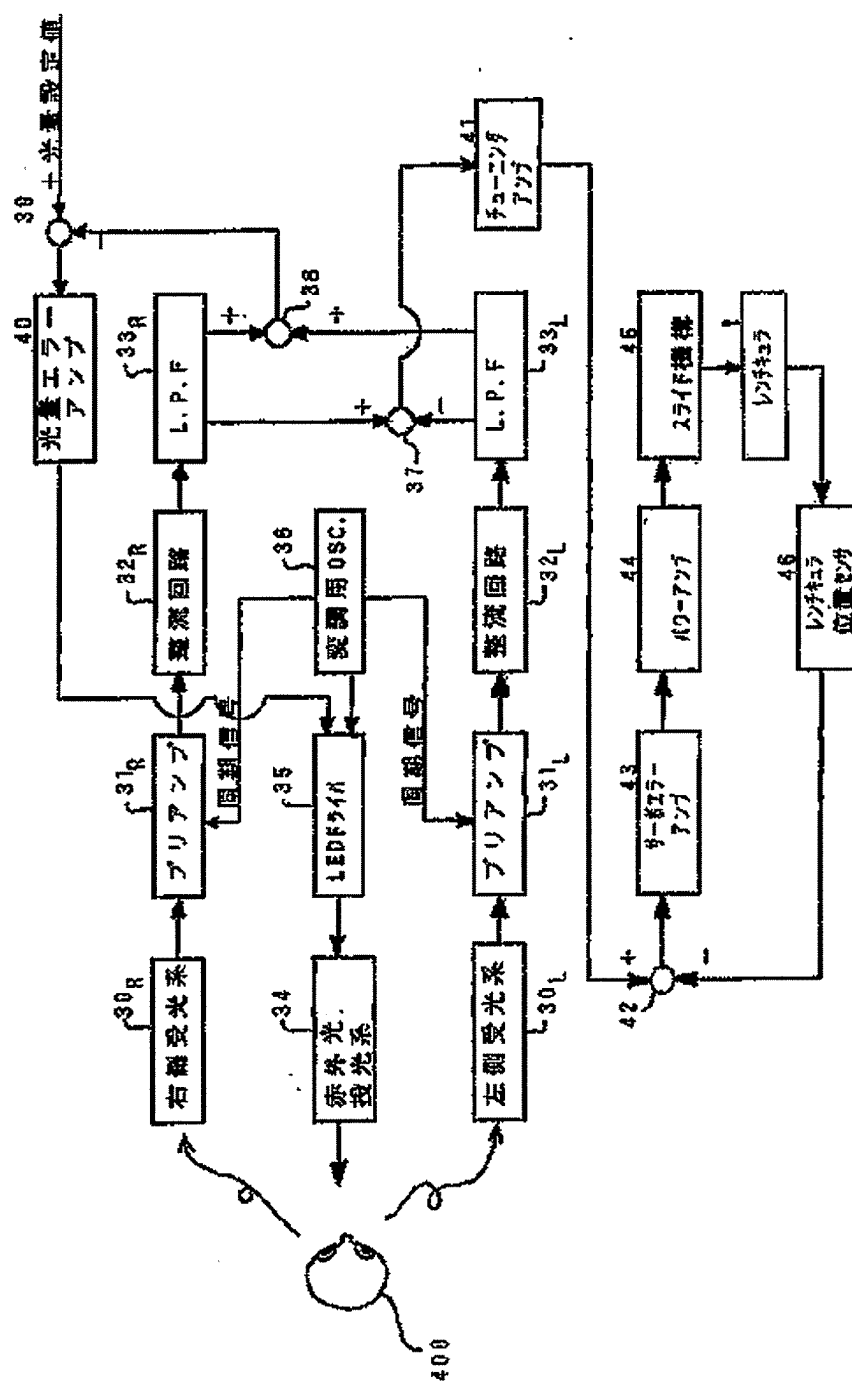 400
右側受光系
30R
プリアンプ
31R
整流回路
32R
L.P.F
33R
光量エラー
アンプ
40
39
＋光量設定値
−
＋
＋
38
＋
−
37
同期信号
赤外光.
投光系
34
LEDドライバ
35
変調用OSC.
36
同期信号
左側受光系
30L
プリアンプ
31L
整流回路
32L
L.P.F
33L
チューニング
アンプ
41
42
＋
−
サーボエラー
アンプ
43
パワーアンプ
44
スライド機構
45
レンチキュラ
1
レンチキュラ
位置センサ
46